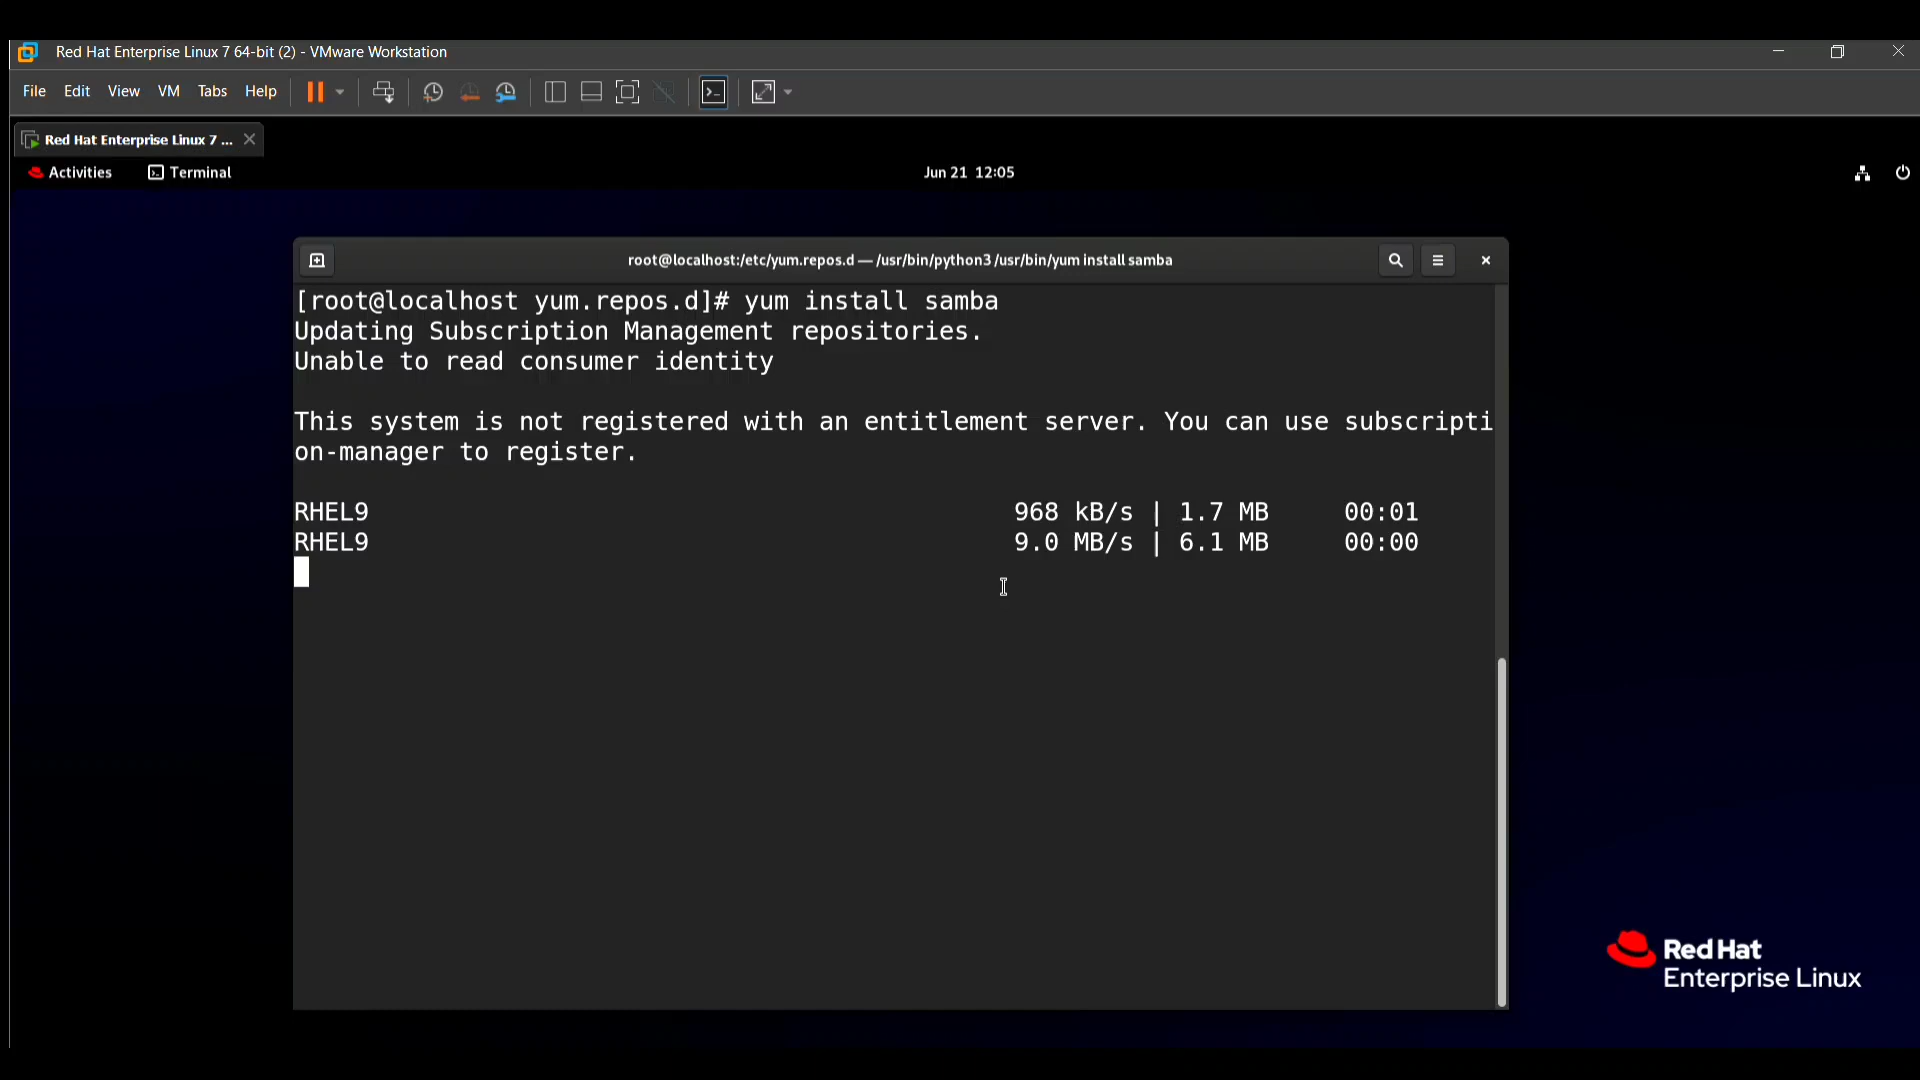 Red Hat Enterprise Linux 7 64-bit (2) - VMware Workstation
File Edit View VM Tabs Help
Red Hat Enterprise Linux 7 ...
Activities Terminal Jun 21 12:05
root@localhost:/etc/yum.repos.d — /usr/bin/python3 /usr/bin/yum install samba
[root@localhost yum.repos.d]# yum install samba
Updating Subscription Management repositories.
Unable to read consumer identity
This system is not registered with an entitlement server. You can use subscripti
on-manager to register.
RHEL9 968 kB/s | 1.7 MB 00:01
RHEL9 9.0 MB/s | 6.1 MB 00:00
Red Hat
Enterprise Linux